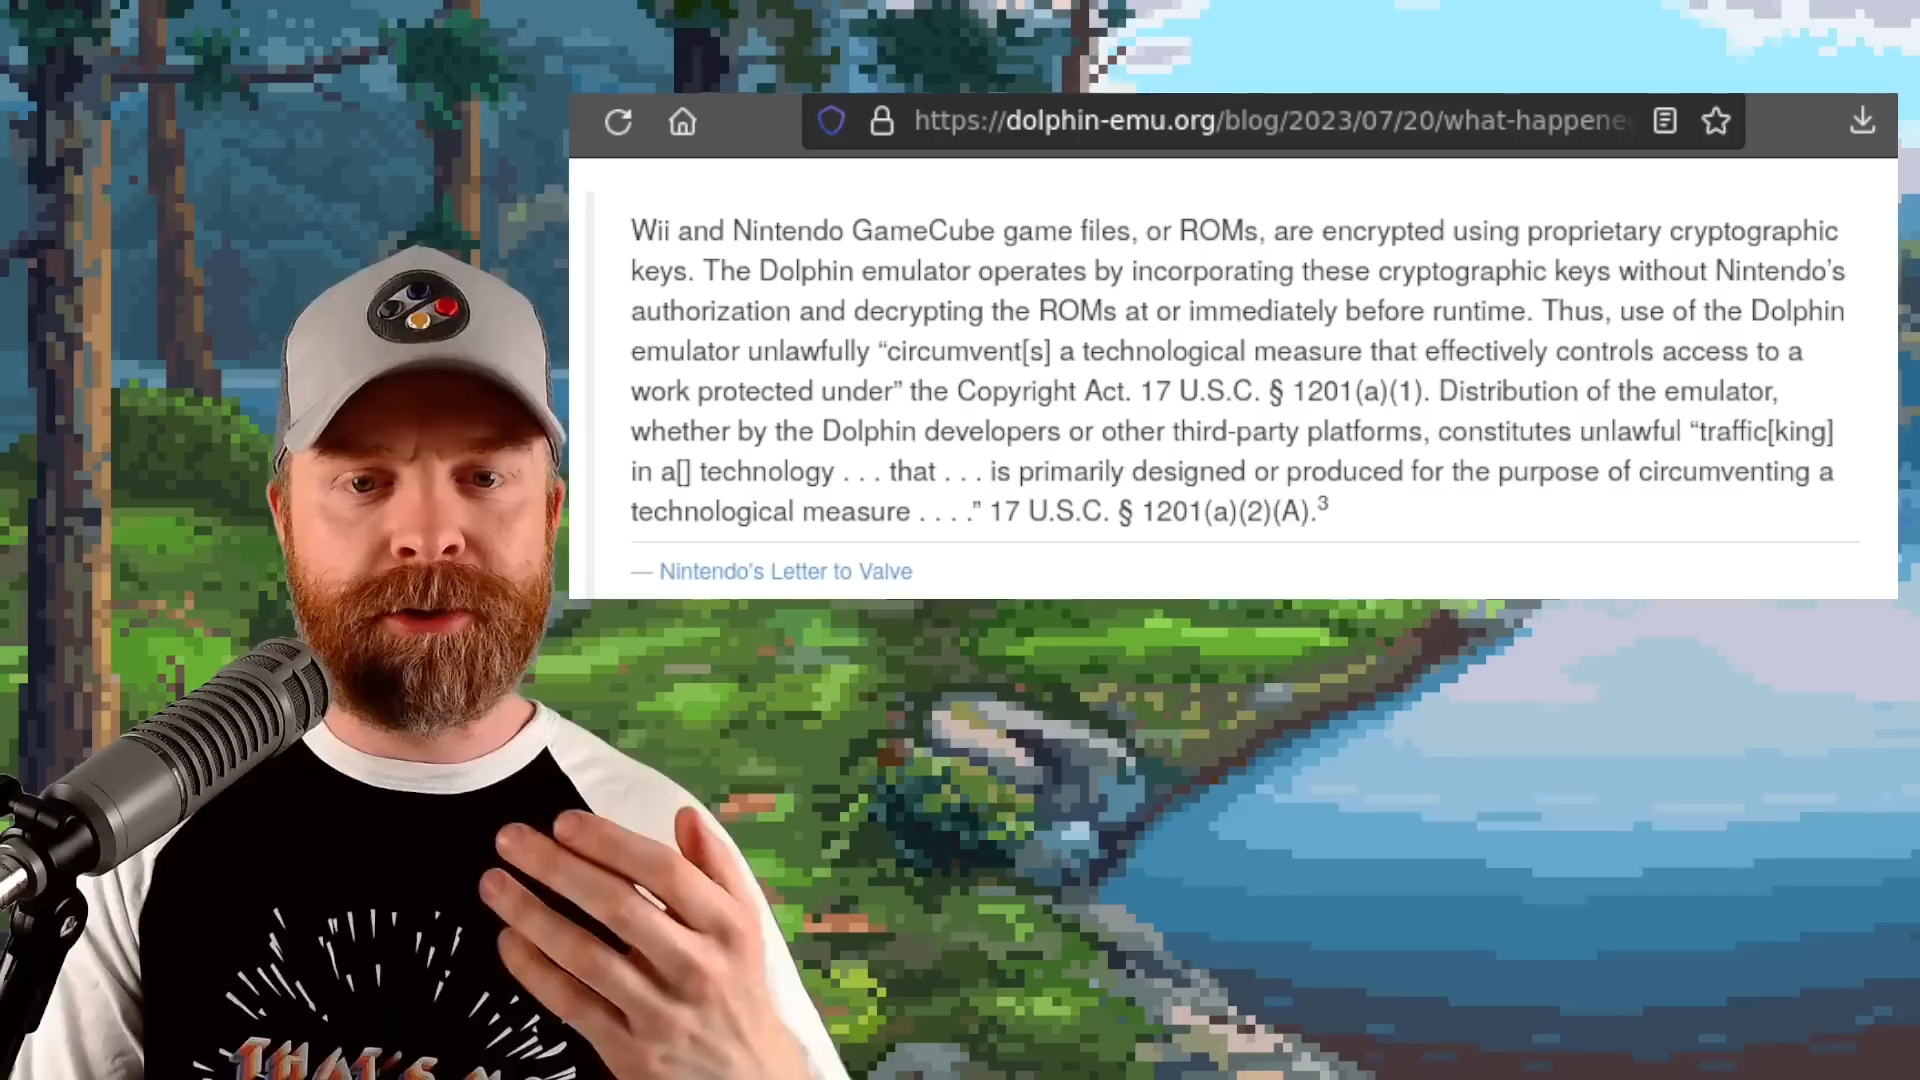 https://dolphin-emu.org/blog/2023/07/20/what-happene
Wii and Nintendo GameCube game files, or ROMs, are encrypted using proprietary cryptographic
keys. The Dolphin emulator operates by incorporating these cryptographic keys without Nintendo’s
authorization and decrypting the ROMs at or immediately before runtime. Thus, use of the Dolphin
emulator unlawfully “circumvent[s] a technological measure that effectively controls access to a
work protected under” the Copyright Act. 17 U.S.C. § 1201(a)(1). Distribution of the emulator,
whether by the Dolphin developers or other third-party platforms, constitutes unlawful “traffic[king]
in a[] technology . . . that . . . is primarily designed or produced for the purpose of circumventing a
technological measure . . . .” 17 U.S.C. § 1201(a)(2)(A).3
— Nintendo's Letter to Valve
THAT'S